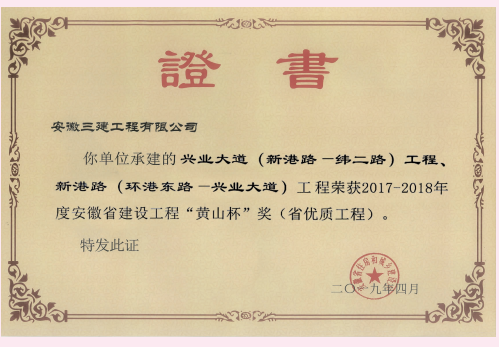 證書
安徽三建工程有限公司
你单位承建的兴业大道（新港路－纬二路）工程、
新港路（环港东路－兴业大道）工程荣获2017-2018年
度安徽省建设工程“黄山杯”奖（省优质工程）。
特发此证
二〇一九年四月